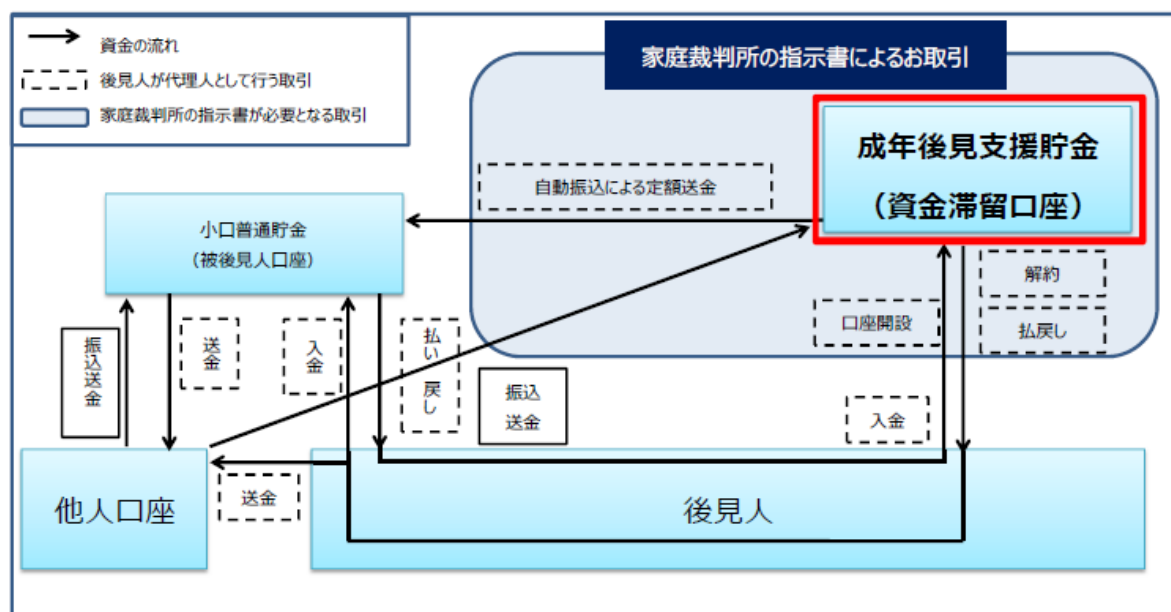 資金の流れ
後見人が代理人として行う取引
家庭裁判所の指示書が必要となる取引
家庭裁判所の指示書によるお取引
成年後見支援貯金
（資金滞留口座）
自動振込による定額送金
小口普通貯金
（被後見人口座）
解約
口座開設
払戻し
振込送金
送金
入金
払い戻し
振込
送金
入金
他人口座
送金
後見人